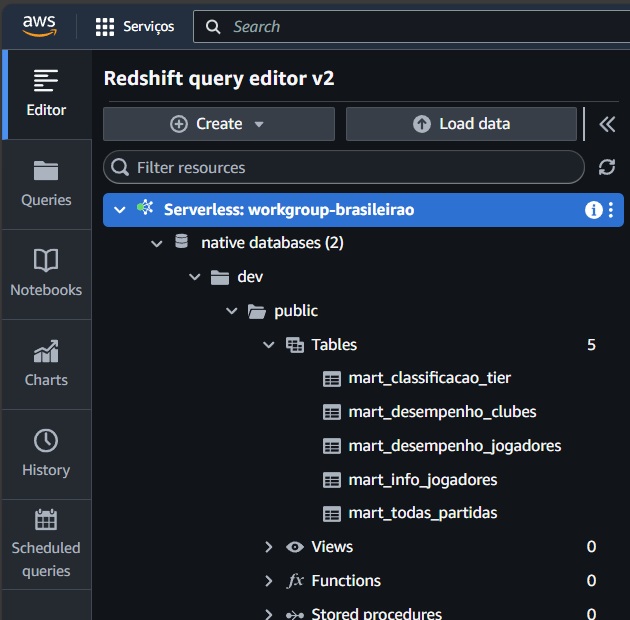 aws
Serviços
Search
Editor
Queries
Notebooks
Charts
History
Scheduled
queries
Redshift query editor v2
Create
Load data
Filter resources
Serverless: workgroup-brasileirao
native databases (2)
dev
public
Tables 5
mart_classificacao_tier
mart_desempenho_clubes
mart_desempenho_jogadores
mart_info_jogadores
mart_todas_partidas
Views 0
fx Functions 0
Stored procedures 0